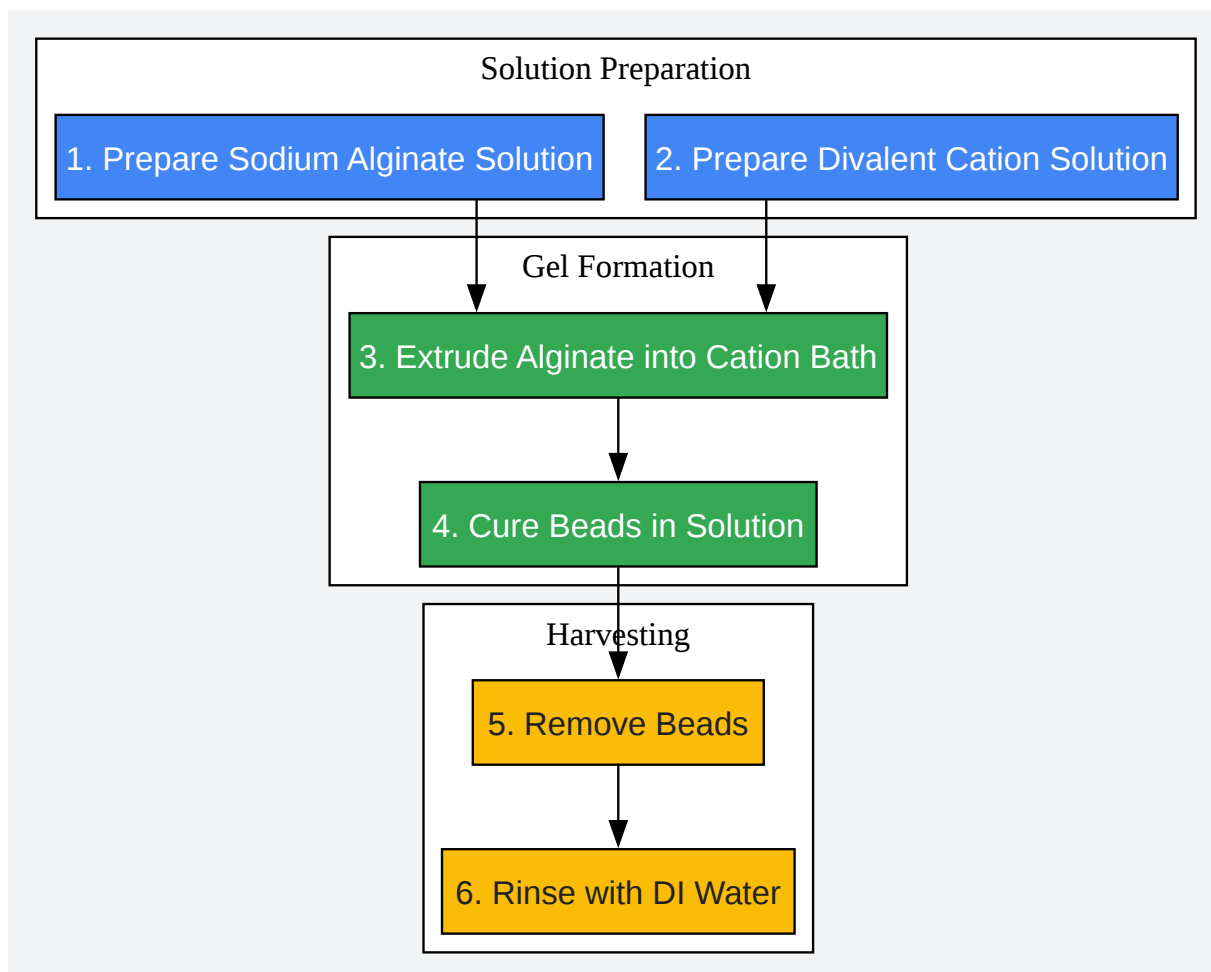 Solution Preparation
1. Prepare Sodium Alginate Solution
2. Prepare Divalent Cation Solution
Gel Formation
3. Extrude Alginate into Cation Bath
4. Cure Beads in Solution
Harvesting
5. Remove Beads
6. Rinse with DI Water